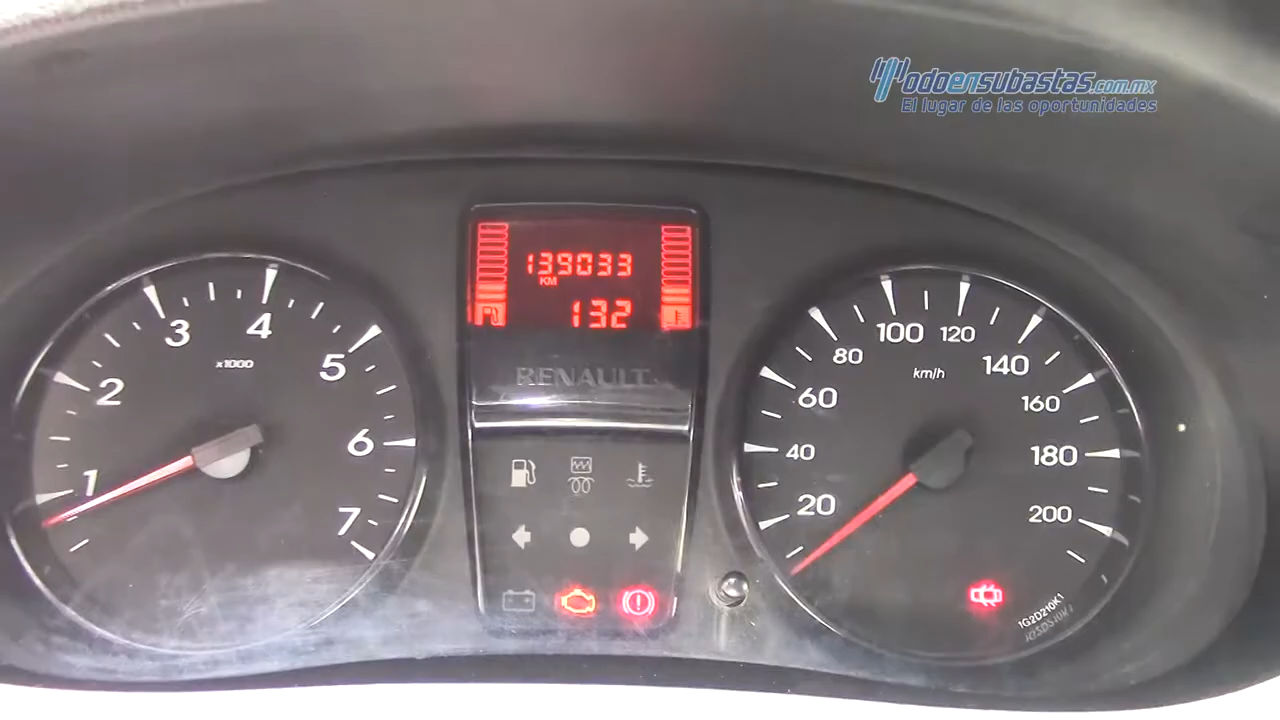 Todoensubastas.com.mx
El lugar de las oportunidades
139033
KM
132
RENAULT
1
2
3
4
5
6
7
x1000
20
40
60
80
100
120
140
160
180
200
km/h
1G2D210K1